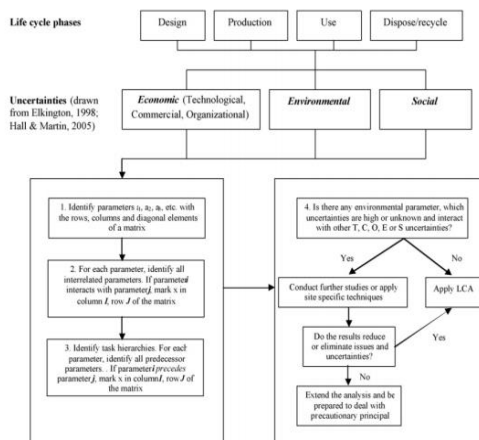 Life cycle phases
Design
Production
Use
Dispose/recycle
Uncertainties (drawn
from Elkington, 1998;
Hall & Martin, 2005)
Economic (Technological,
Commercial, Organizational)
Environmental
Social
1. Identify parameters a₁, a₂, a₃, etc. with
the rows, columns and diagonal elements
of a matrix
2. For each parameter, identify all
interrelated parameters. If parameter i
interacts with parameter j, mark x in
column I, row J of the matrix
3. Identify task hierarchies. For each
parameter, identify all predecessor
parameters. . If parameter i precedes
parameter j, mark x in column I, row J of
the matrix
4. Is there any environmental parameter, which
uncertainties are high or unknown and interact
with other T, C, O, E or S uncertainties?
Yes
No
Conduct further studies or apply
site specific techniques
Apply LCA
Do the results reduce
or eliminate issues and
uncertainties?
Yes
No
Extend the analysis and be
prepared to deal with
precautionary principal